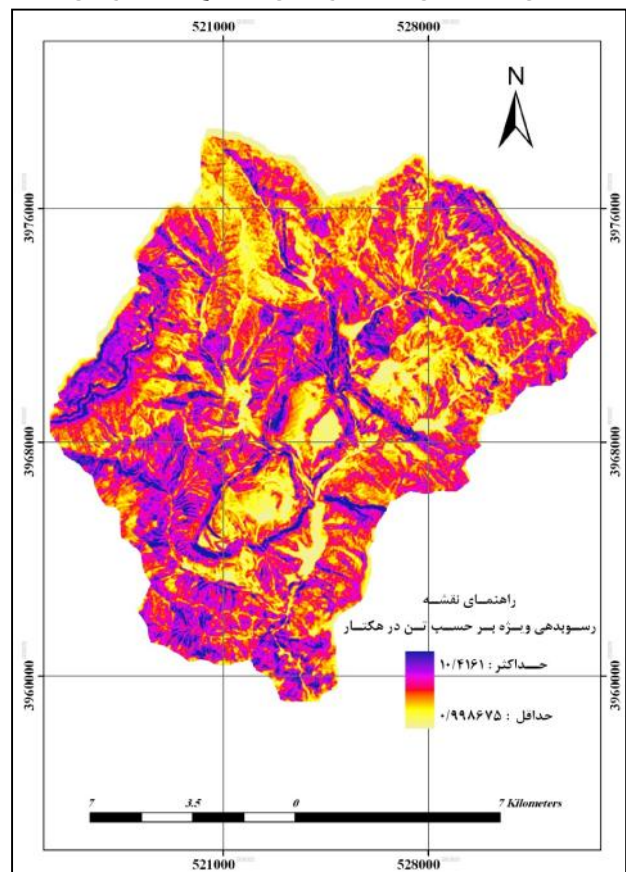 521000 528000
N
3976000 3976000
3968000 3968000
راهنمای نقشه
رسوبدهی ویژه بر حسب تن در هکتار
حداکثر : ۱۰/۴۱۶۱
حداقل : ۰/۹۹۸۶۷۵
3960000 3960000
7 3.5 0 7 Kilometers
521000 528000